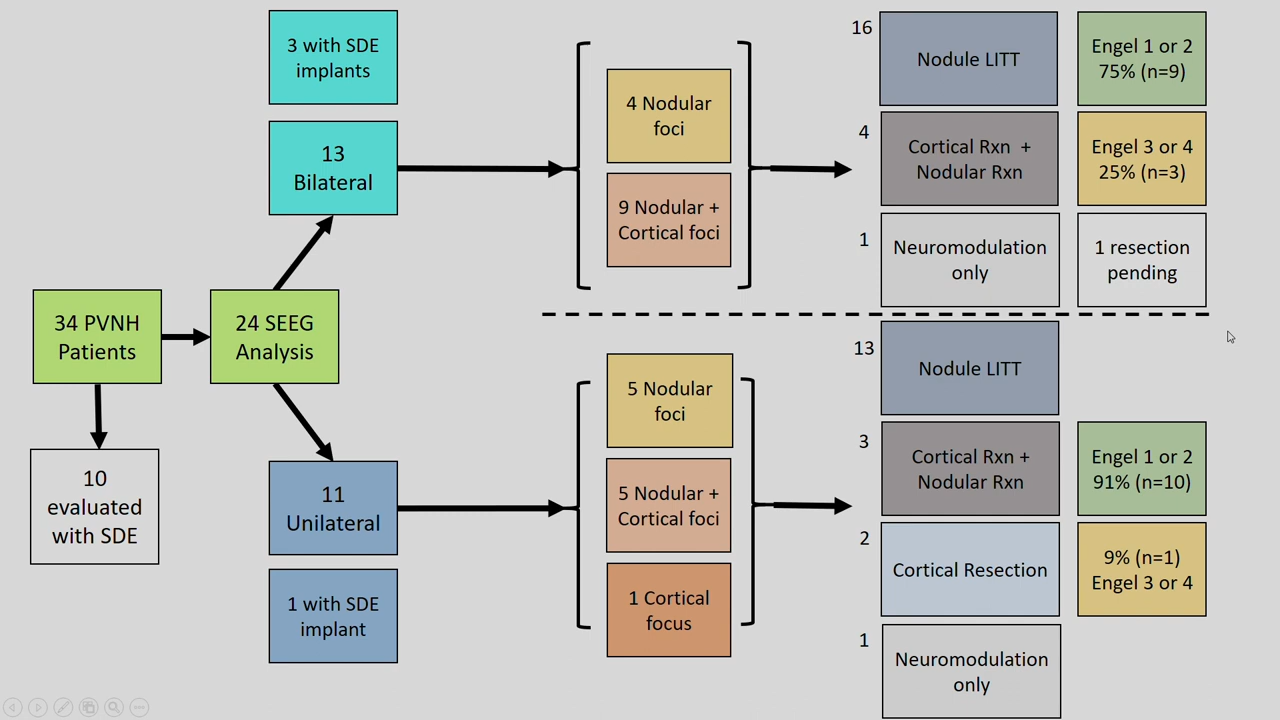 34 PVNH
Patients
10
evaluated
with SDE
24 SEEG
Analysis
3 with SDE
implants
13
Bilateral
11
Unilateral
1 with SDE
implant
4 Nodular
foci
9 Nodular +
Cortical foci
5 Nodular
foci
5 Nodular +
Cortical foci
1 Cortical
focus
16
Nodule LITT
Engel 1 or 2
75% (n=9)
4
Cortical Rxn +
Nodular Rxn
Engel 3 or 4
25% (n=3)
1
Neuromodulation
only
1 resection
pending
13
Nodule LITT
3
Cortical Rxn +
Nodular Rxn
Engel 1 or 2
91% (n=10)
2
Cortical Resection
9% (n=1)
Engel 3 or 4
1
Neuromodulation
only